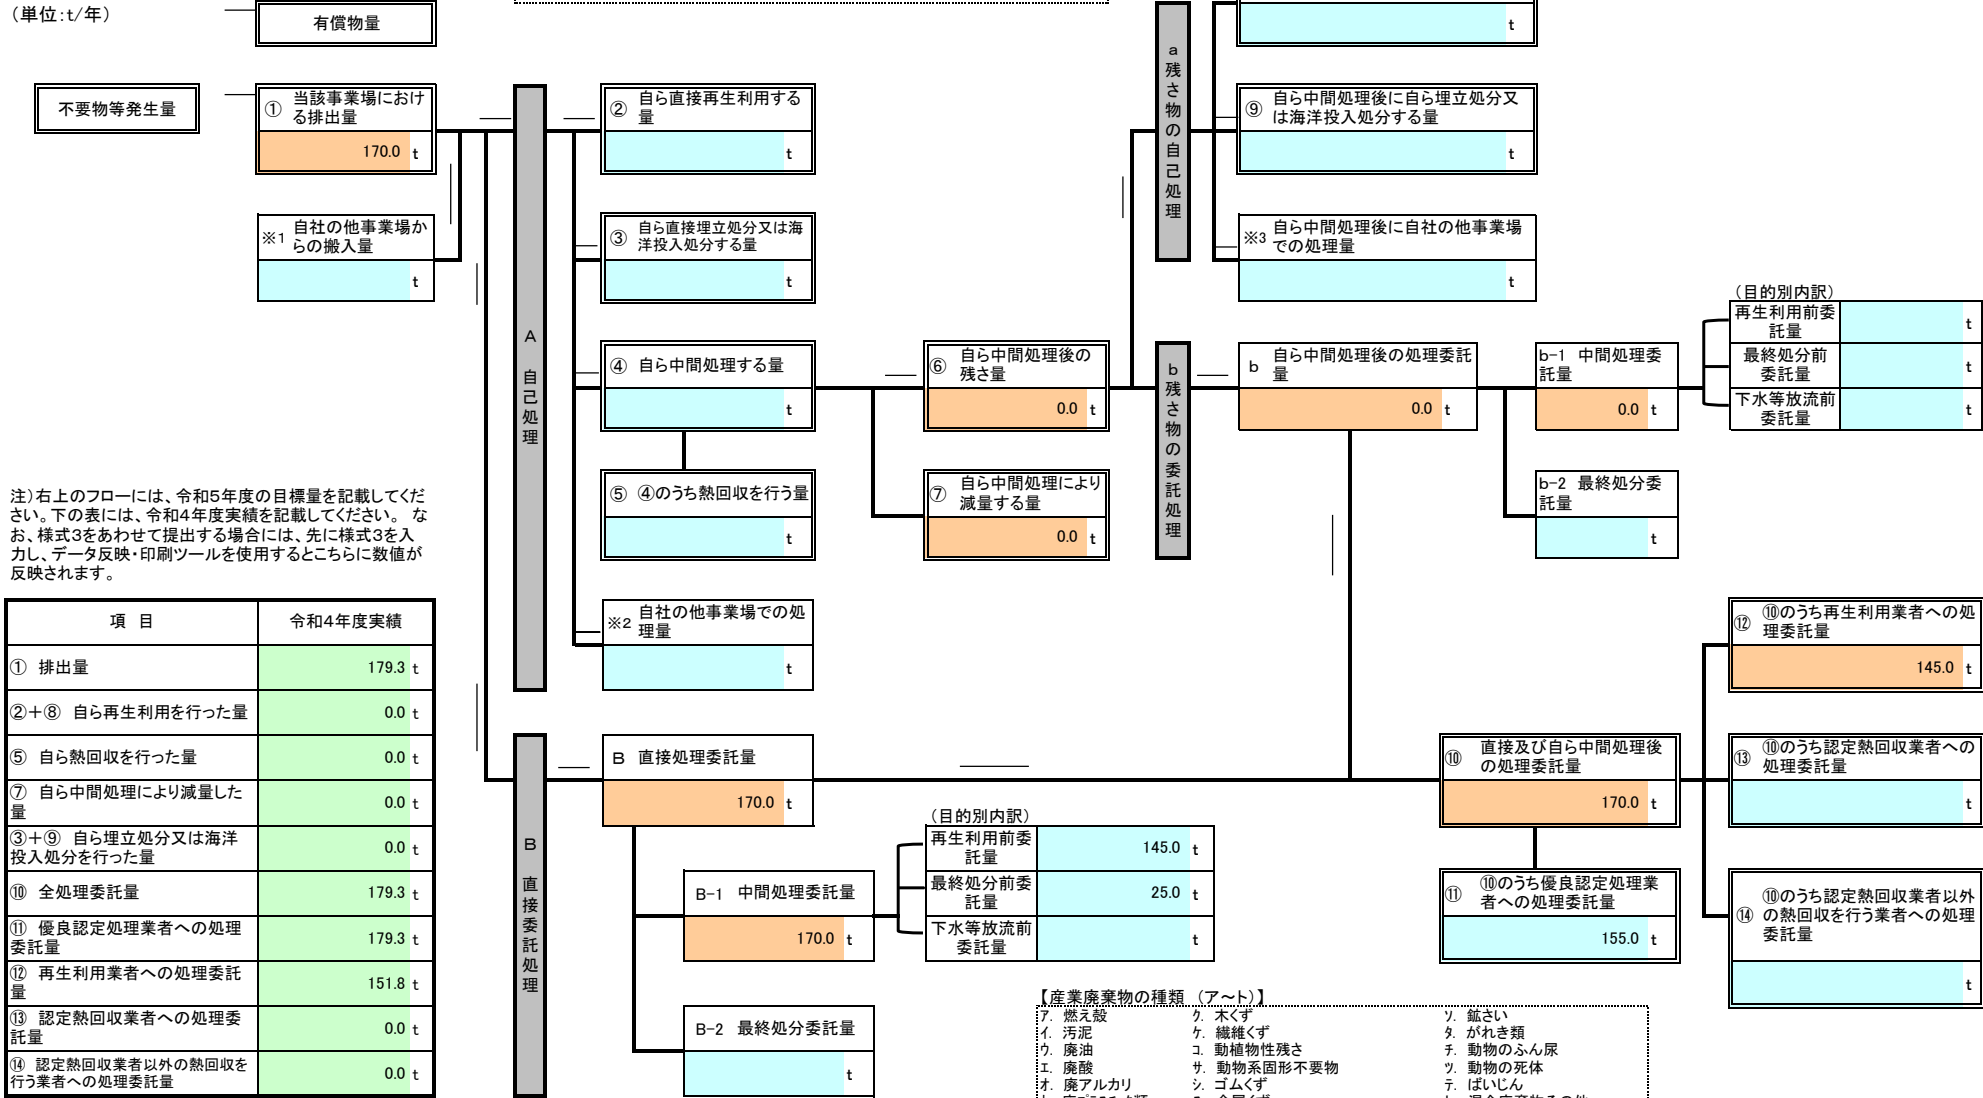 （単位:t/年）
有償物量
t
不要物等発生量
① 当該事業場におけ
る排出量
170.0 t
※1 自社の他事業場か
らの搬入量
t
A 自己処理
② 自ら直接再生利用する
量
t
③ 自ら直接埋立処分又は海
洋投入処分する量
t
④ 自ら中間処理する量
t
⑤ ④のうち熱回収を行う量
t
※2 自社の他事業場での処
理量
t
⑥ 自ら中間処理後の
残さ量
0.0 t
⑦ 自ら中間処理により
減量する量
0.0 t
a 残さ物の自己処理
⑨ 自ら中間処理後に自ら埋立処分又
は海洋投入処分する量
t
※3 自ら中間処理後に自社の他事業場
での処理量
t
b 残さ物の委託処理
b 自ら中間処理後の処理委託
量
0.0 t
b-1 中間処理委
託量
0.0 t
b-2 最終処分委
託量
t
（目的別内訳）
再生利用前委
託量
t
最終処分前
委託量
t
下水等放流前
委託量
t
注）右上のフローには、令和５年度の目標量を記載してくだ
さい。下の表には、令和４年度実績を記載してください。 な
お、様式３をあわせて提出する場合には、先に様式３を入
力し、データ反映・印刷ツールを使用するとこちらに数値が
反映されます。
項 目 令和４年度実績
① 排出量 179.3 t
②＋⑧ 自ら再生利用を行った量 0.0 t
⑤ 自ら熱回収を行った量 0.0 t
⑦ 自ら中間処理により減量した
量 0.0 t
③＋⑨ 自ら埋立処分又は海洋
投入処分を行った量 0.0 t
⑩ 全処理委託量 179.3 t
⑪ 優良認定処理業者への処理
委託量 179.3 t
⑫ 再生利用業者への処理委託
量 151.8 t
⑬ 認定熱回収業者への処理委
託量 0.0 t
⑭ 認定熱回収業者以外の熱回収を
行う業者への処理委託量 0.0 t
B 直接委託処理
B 直接処理委託量
170.0 t
B-1 中間処理委託量
170.0 t
B-2 最終処分委託量
t
（目的別内訳）
再生利用前委
託量
145.0 t
最終処分前委
託量
25.0 t
下水等放流前
委託量
t
⑩ 直接及び自ら中間処理後
の処理委託量
170.0 t
⑪ ⑩のうち優良認定処理業
者への処理委託量
155.0 t
⑫ ⑩のうち再生利用業者への処
理委託量
145.0 t
⑬ ⑩のうち認定熱回収業者への
処理委託量
t
⑭ ⑩のうち認定熱回収業者以外
の熱回収を行う業者への処理
委託量
t
【産業廃棄物の種類 （ア～ト）】
ア. 燃え殻 ク. 木くず ソ. 鉱さい
イ. 汚泥 ケ. 繊維くず タ. がれき類
ウ. 廃油 コ. 動植物性残さ チ. 動物のふん尿
エ. 廃酸 サ. 動物系固形不要物 ツ. 動物の死体
オ. 廃アルカリ シ. ゴムくず テ. ばいじん